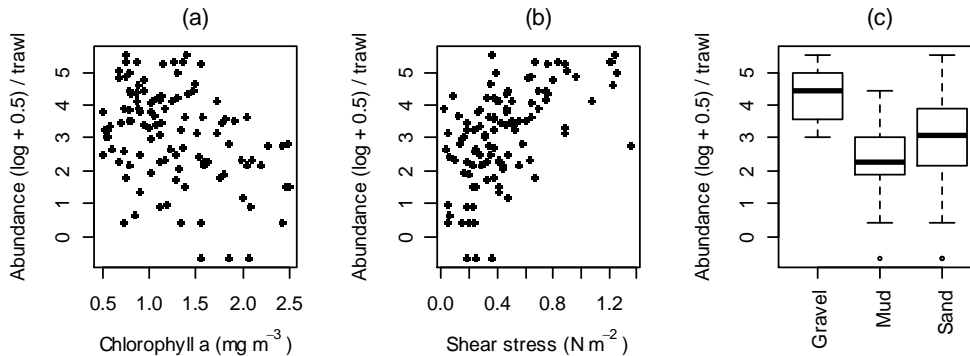 (a)
Abundance (log + 0.5) / trawl
5
4
3
2
1
0
0.5 1.0 1.5 2.0 2.5
Chlorophyll a (mg m⁻³)
(b)
Abundance (log + 0.5) / trawl
5
4
3
2
1
0
0.0 0.4 0.8 1.2
Shear stress (N m⁻²)
(c)
Abundance (log + 0.5) / trawl
5
4
3
2
1
0
Gravel
Mud
Sand